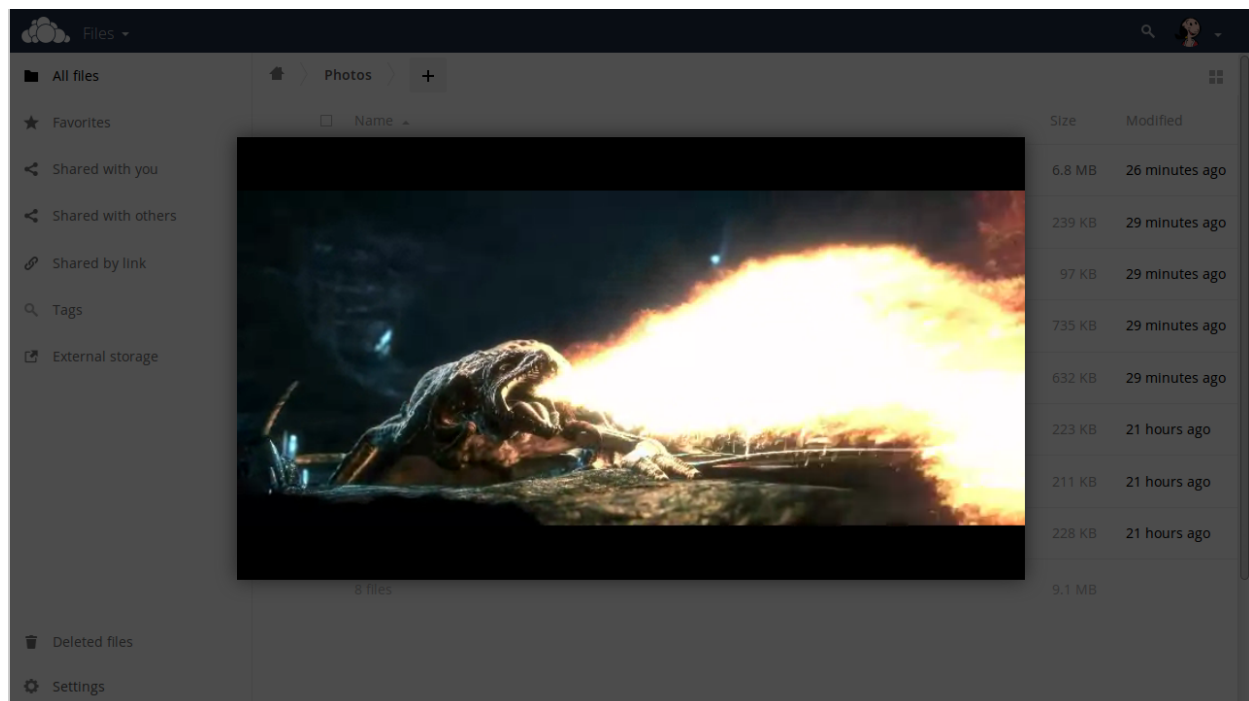 Files
All files
Favorites
Shared with you
Shared with others
Shared by link
Tags
External storage
Deleted files
Settings
Photos +
Name Size Modified
6.8 MB 26 minutes ago
239 KB 29 minutes ago
97 KB 29 minutes ago
735 KB 29 minutes ago
632 KB 29 minutes ago
223 KB 21 hours ago
211 KB 21 hours ago
228 KB 21 hours ago
8 files 9.1 MB